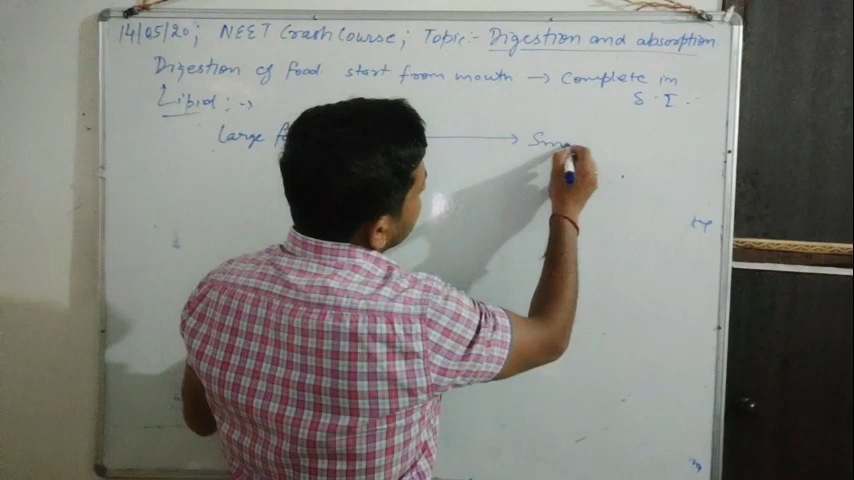 14/05/20; NEET Crash Course; Topic:- Digestion and absorption
Digestion of food start from mouth → Complete in
S.I.
Lipid:→
Large → Sma